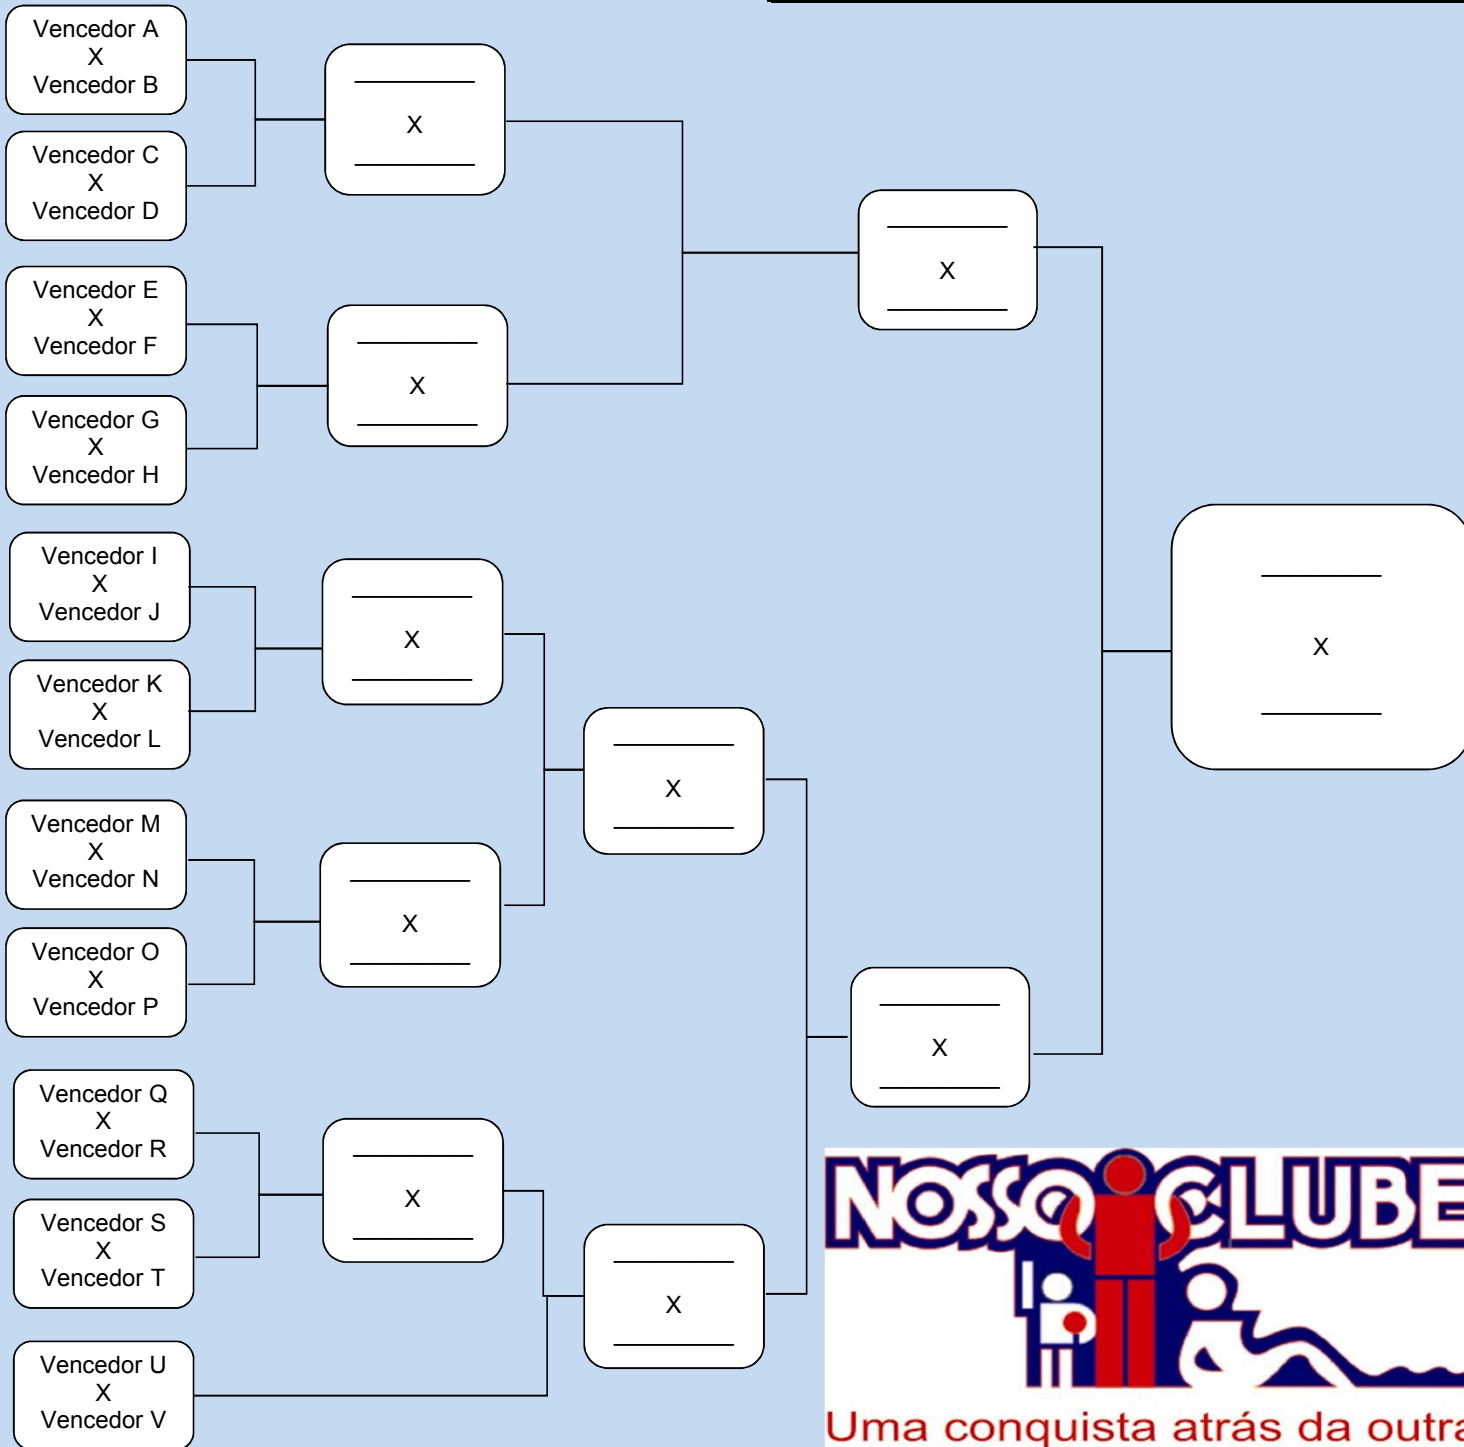 Vencedor A
X
Vencedor B
Vencedor C
X
Vencedor D
Vencedor E
X
Vencedor F
Vencedor G
X
Vencedor H
Vencedor I
X
Vencedor J
Vencedor K
X
Vencedor L
Vencedor M
X
Vencedor N
Vencedor O
X
Vencedor P
Vencedor Q
X
Vencedor R
Vencedor S
X
Vencedor T
Vencedor U
X
Vencedor V
X
X
X
X
X
X
X
X
X
X
NOSSO CLUBE
Uma conquista atrás da outra